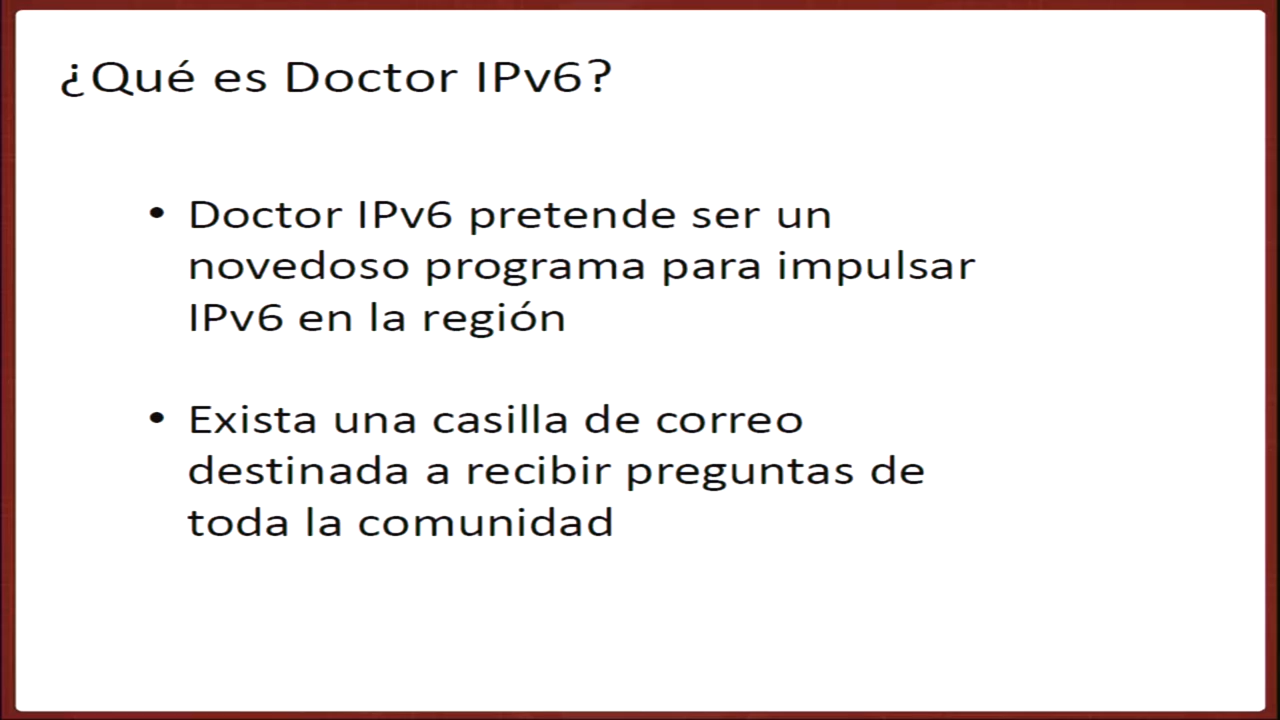 ¿Qué es Doctor IPv6?
• Doctor IPv6 pretende ser un
novedoso programa para impulsar
IPv6 en la región
• Exista una casilla de correo
destinada a recibir preguntas de
toda la comunidad